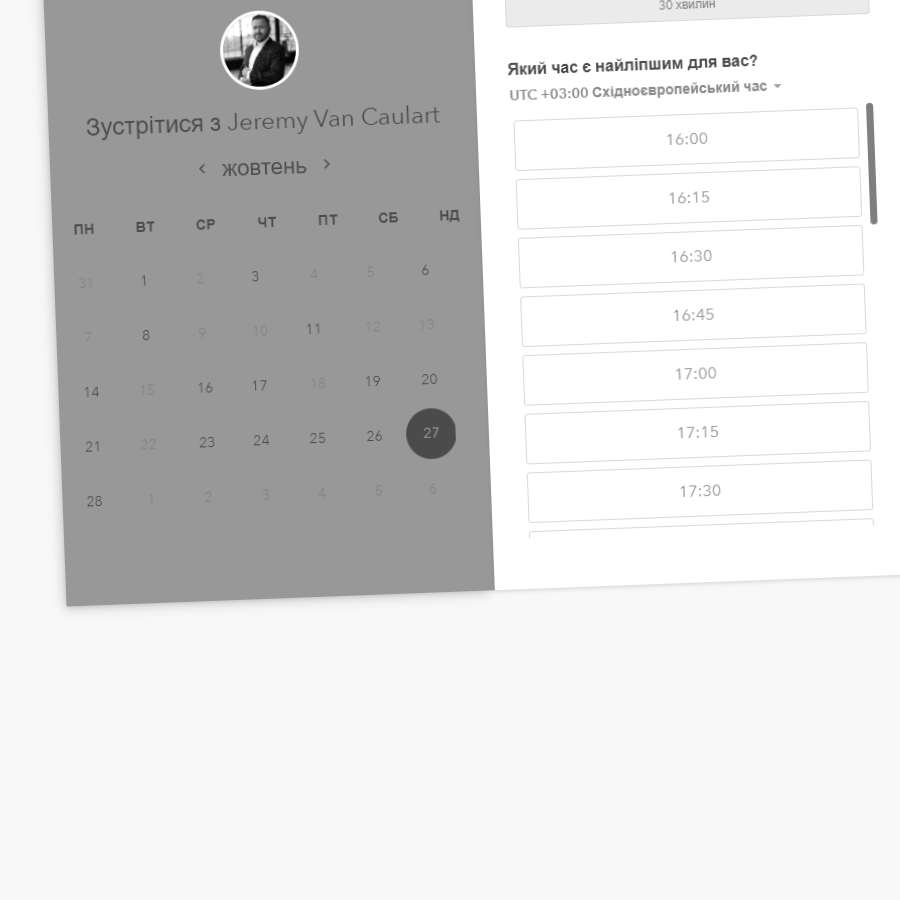 Зустрітися з Jeremy Van Caulart
жовтень
ПН ВТ СР ЧТ ПТ СБ НД
31 1 2 3 4 5 6
7 8 9 10 11 12 13
14 15 16 17 18 19 20
21 22 23 24 25 26 27
28 1 2 3 4 5 6
30 хвилин
Який час є найліпшим для вас?
UTC +03:00 Східноєвропейський час
16:00
16:15
16:30
16:45
17:00
17:15
17:30